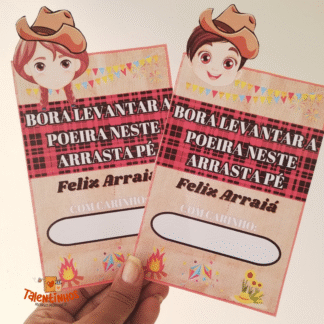 BORA LEVANTAR A
POEIRA NESTE
ARRASTA PÉ
Feliz Arraiá
COM CARINHO:
BORA LEVANTAR A
POEIRA NESTE
ARRASTA PÉ
Feliz Arraiá
COM CARINHO: